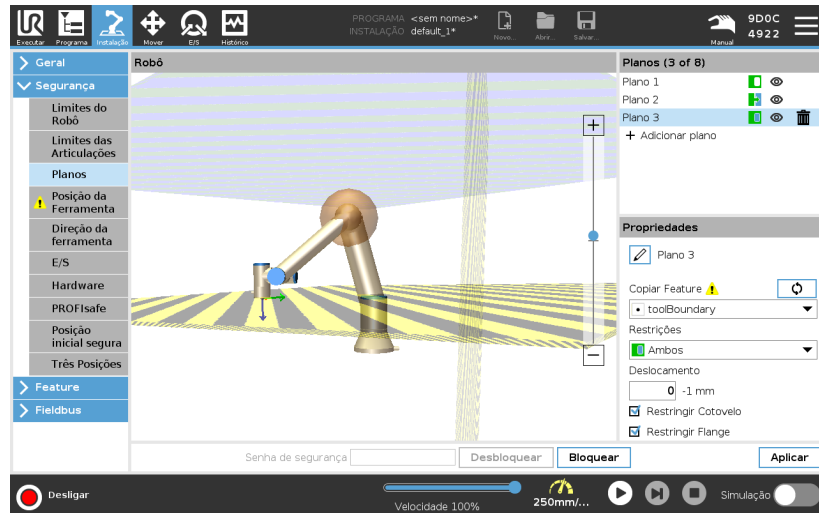 PROGRAMA <sem nome>*
INSTALAÇÃO default_1*
Executar
Programa
Instalação
Mover
E/S
Histórico
Novo...
Abrir...
Salvar...
Manual
9D0C
4922
Geral
Segurança
Limites do
Robô
Limites das
Articulações
Planos
Posição da
Ferramenta
Direção da
ferramenta
E/S
Hardware
PROFIsafe
Posição
inicial segura
Três Posições
Feature
Fieldbus
Robô
Planos (3 of 8)
Plano 1
Plano 2
Plano 3
+ Adicionar plano
Propriedades
Plano 3
Copiar Feature
toolBoundary
Restrições
Ambos
Deslocamento
0 -1 mm
Restringir Cotovelo
Restringir Flange
Senha de segurança
Desbloquear
Bloquear
Aplicar
Desligar
Velocidade 100%
250mm/...
Simulação